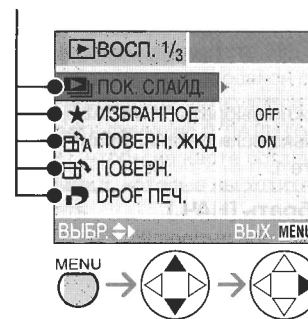 ВОСП. 1/3
ПОК. СЛАЙД.
★ ИЗБРАННОЕ OFF
ПОВЕРН. ЖКД ON
ПОВЕРН.
DPOF ПЕЧ.
ВЫБР. ВЫХ. MENU
MENU